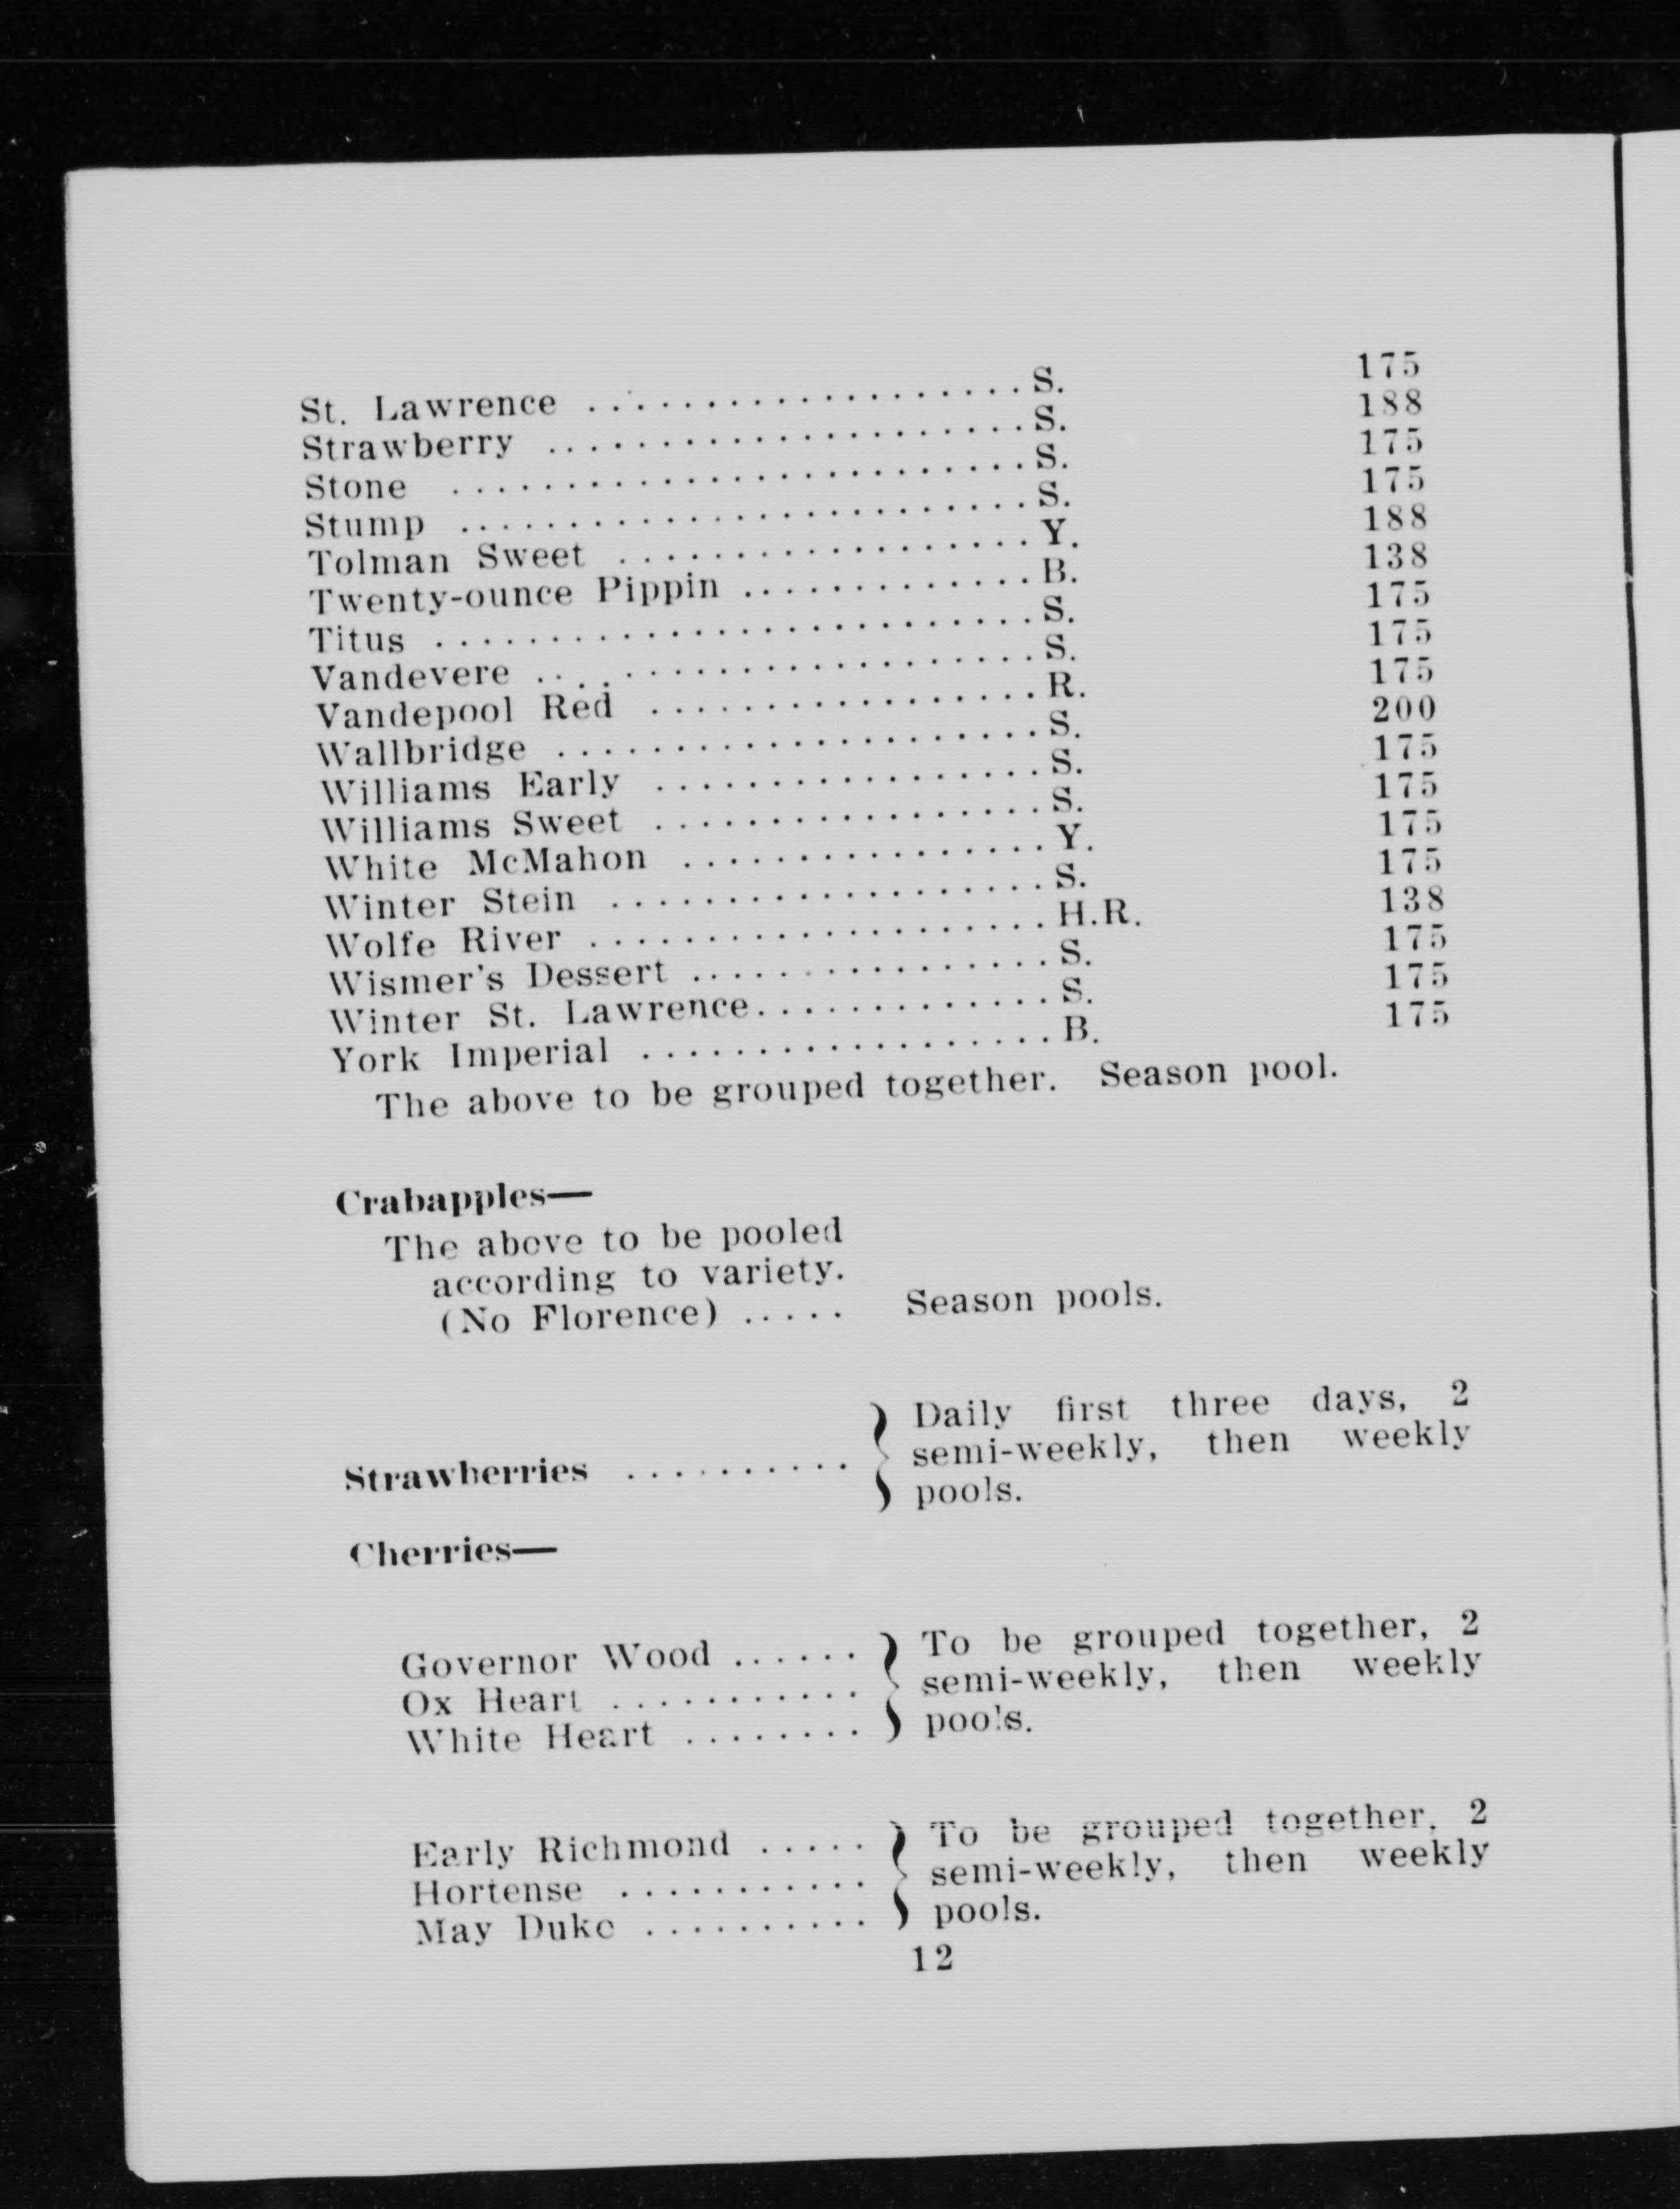 St. Lawrence ................... S. 175
Strawberry ..................... S. 188
Stone ......................... S. 175
Stump ......................... S. 175
Tolman Sweet .................. Y. 188
Twenty-ounce Pippin ............. B. 138
Titus .......................... S. 175
Vandevere ...................... S. 175
Vandepool Red ................. R. 175
Wallbridge ..................... S. 200
Williams Early ................. S. 175
Williams Sweet ................. S. 175
White McMahon ................ Y. 175
Winter Stein ................... S. 175
Wolfe River .................... H.R. 138
Wismer's Dessert ................ S. 175
Winter St. Lawrence............. S. 175
York Imperial .................. B. 175
The above to be grouped together. Season pool.
Crabapples—
The above to be pooled
according to variety.
(No Florence) ..... Season pools.
Daily first three days, 2
Strawberries .......... semi-weekly, then weekly
pools.
Cherries—
Governor Wood ...... To be grouped together, 2
Ox Heart ........... semi-weekly, then weekly
White Heart ........ pools.
Early Richmond ..... To be grouped together, 2
Hortense ........... semi-weekly, then weekly
May Duke .......... pools.
12